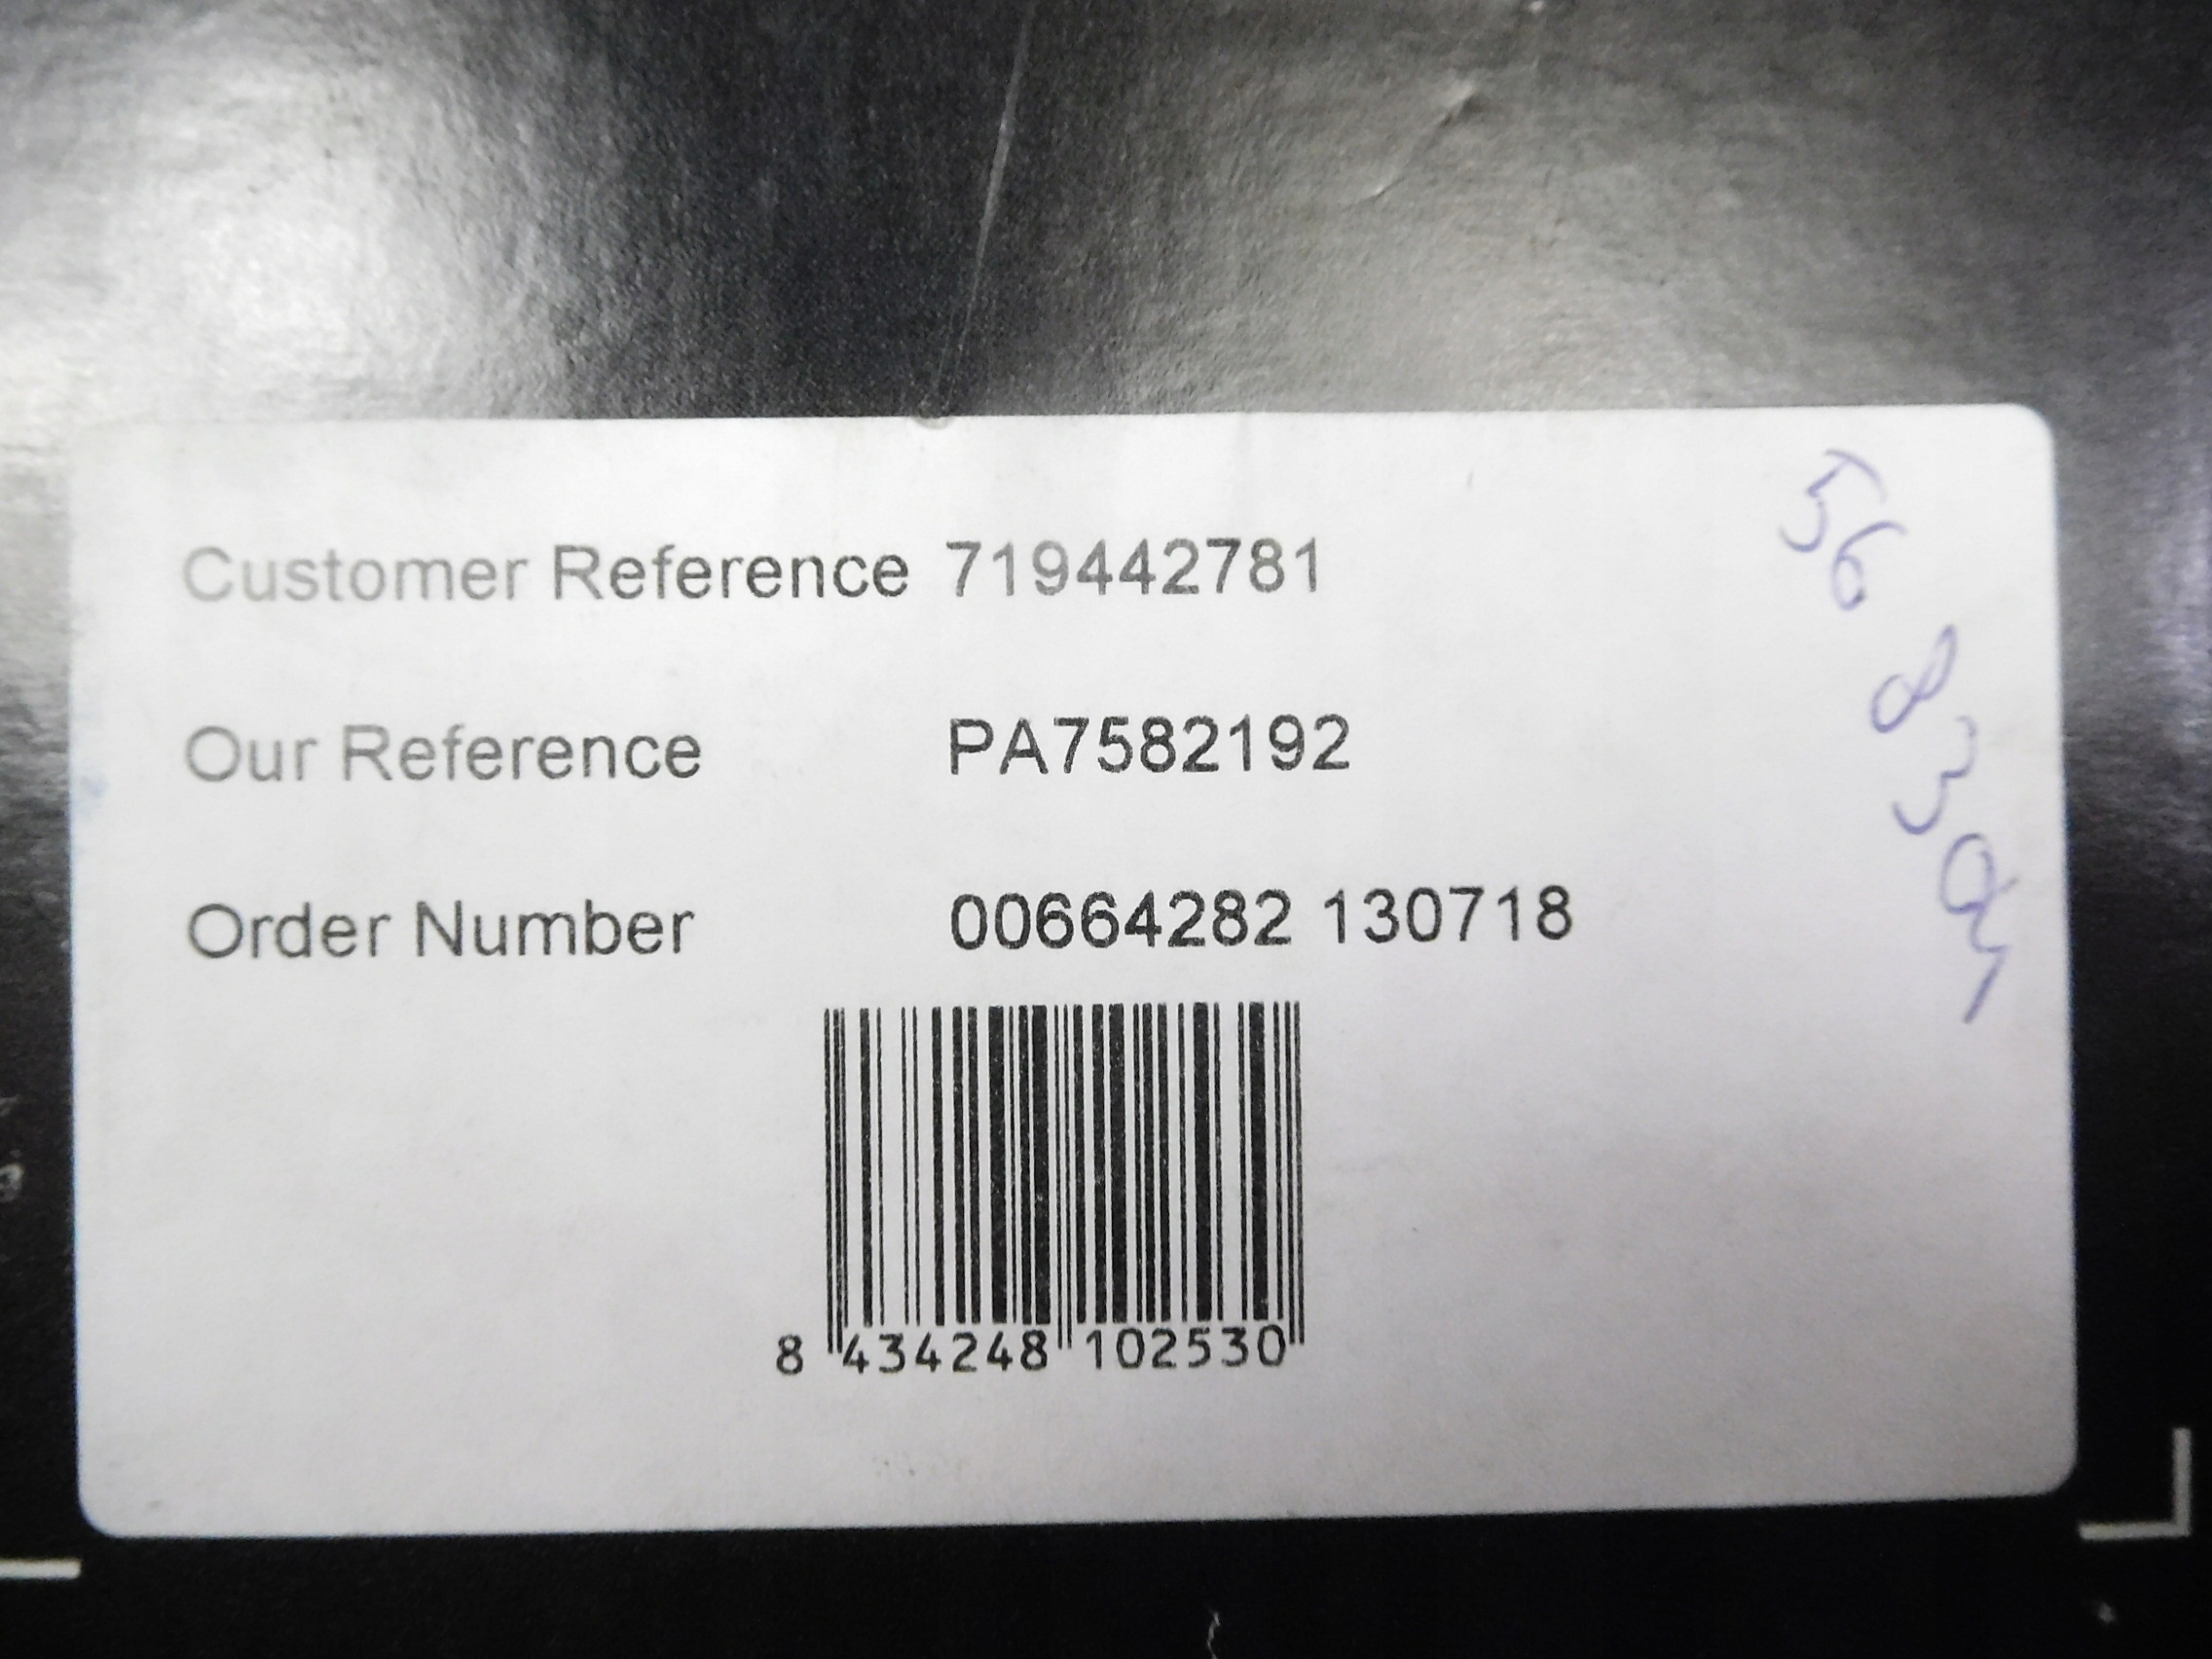 Customer Reference 719442781
Our Reference PA7582192
Order Number 00664282 130718
8 434248 102530